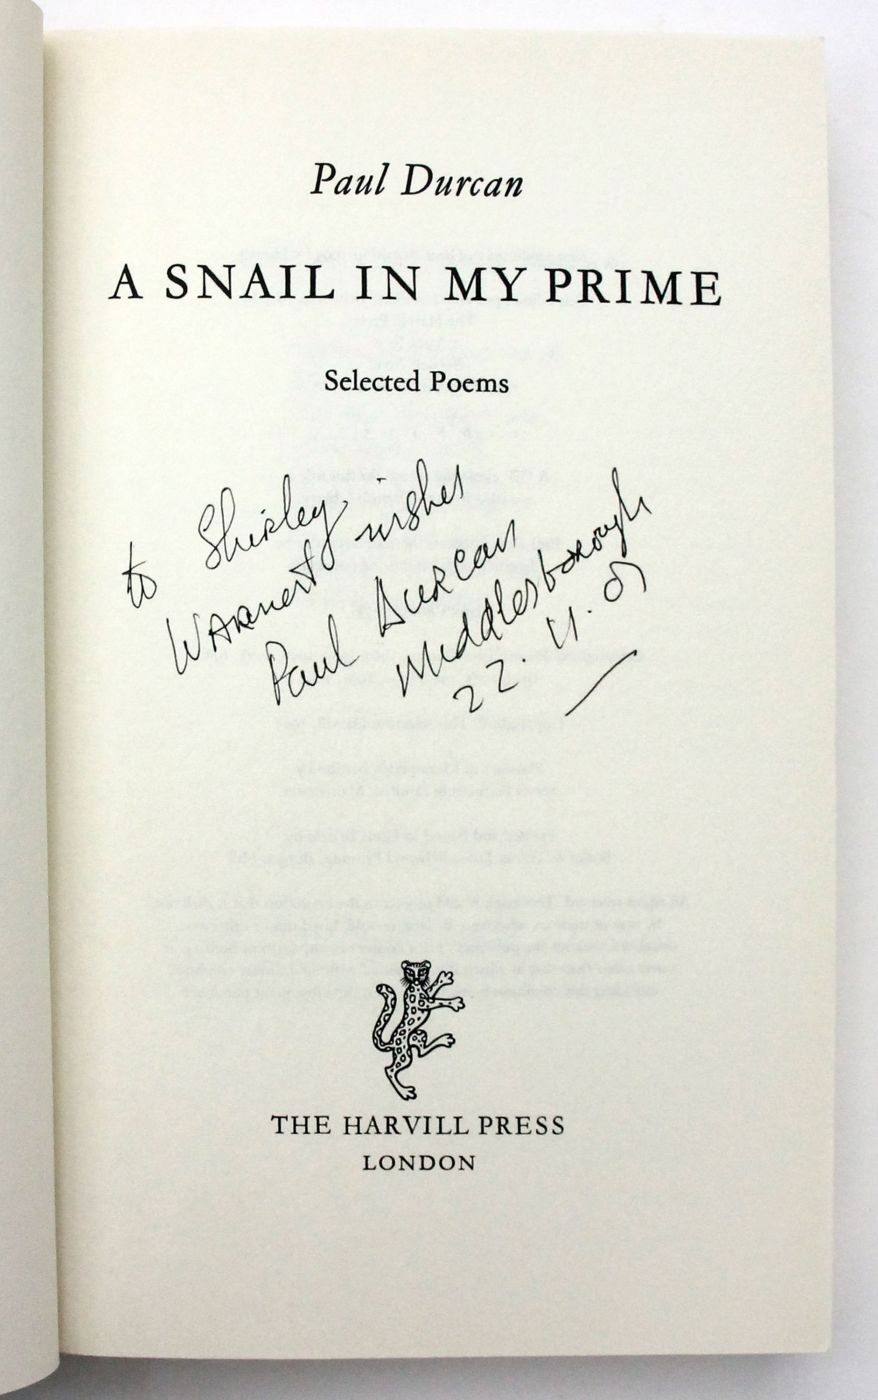 Paul Durcan
A SNAIL IN MY PRIME
Selected Poems
to Shirley
Warmest wishes
Paul Durcan
Middlesborough
22. 11. 01
THE HARVILL PRESS
LONDON